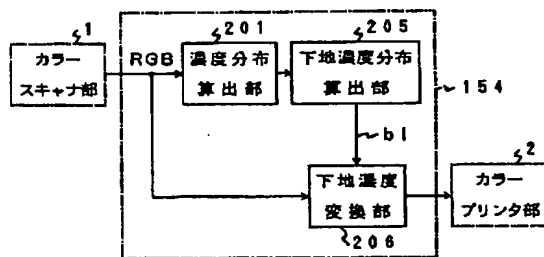 1
カラー
スキャナ部
RGB
201
濃度分布
算出部
205
下地濃度分布
算出部
154
bl
下地濃度
変換部
206
2
カラー
プリンタ部